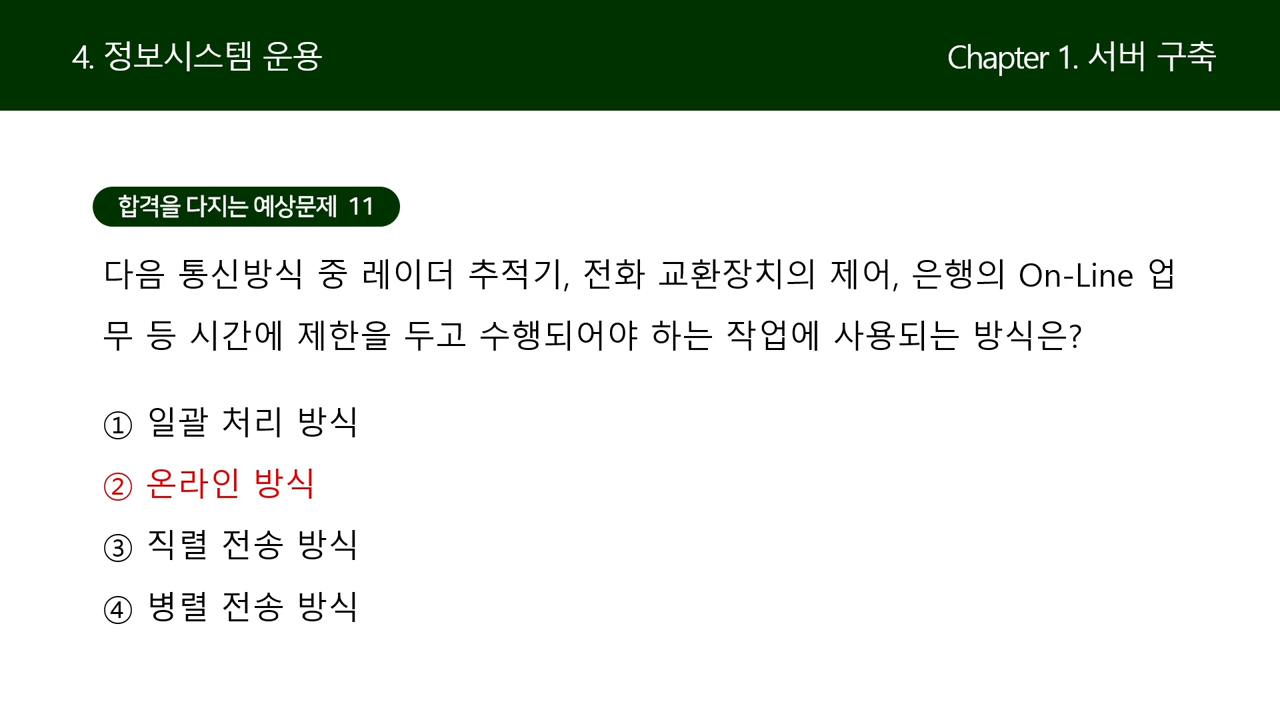 4. 정보시스템 운용
Chapter 1. 서버 구축
합격을 다지는 예상문제 11
다음 통신방식 중 레이더 추적기, 전화 교환장치의 제어, 은행의 On-Line 업
무 등 시간에 제한을 두고 수행되어야 하는 작업에 사용되는 방식은?
① 일괄 처리 방식
② 온라인 방식
③ 직렬 전송 방식
④ 병렬 전송 방식